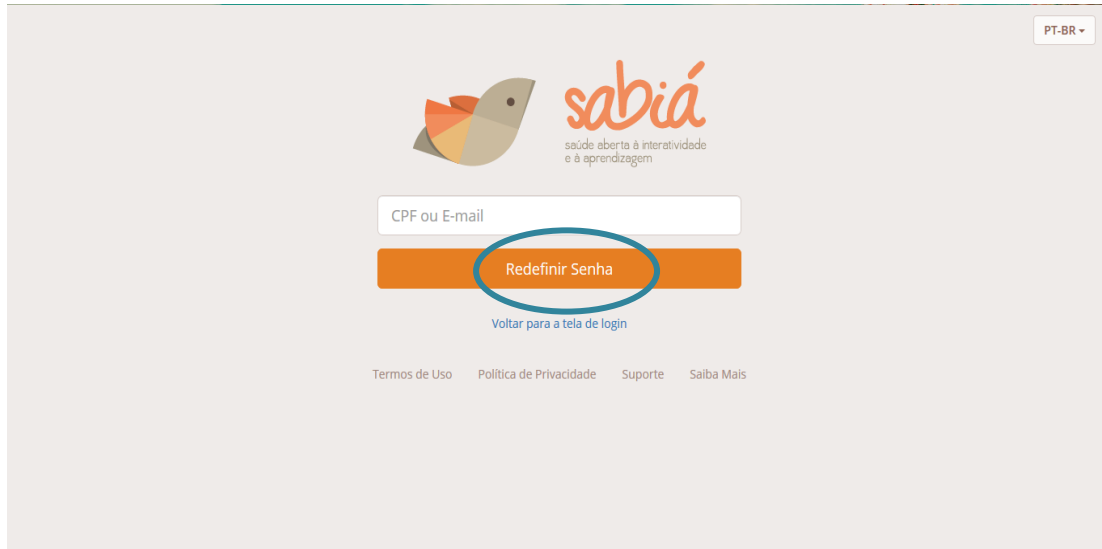 PT-BR
sabiá
saúde aberta à interatividade
e à aprendizagem
CPF ou E-mail
Redefinir Senha
Voltar para a tela de login
Termos de Uso Política de Privacidade Suporte Saiba Mais